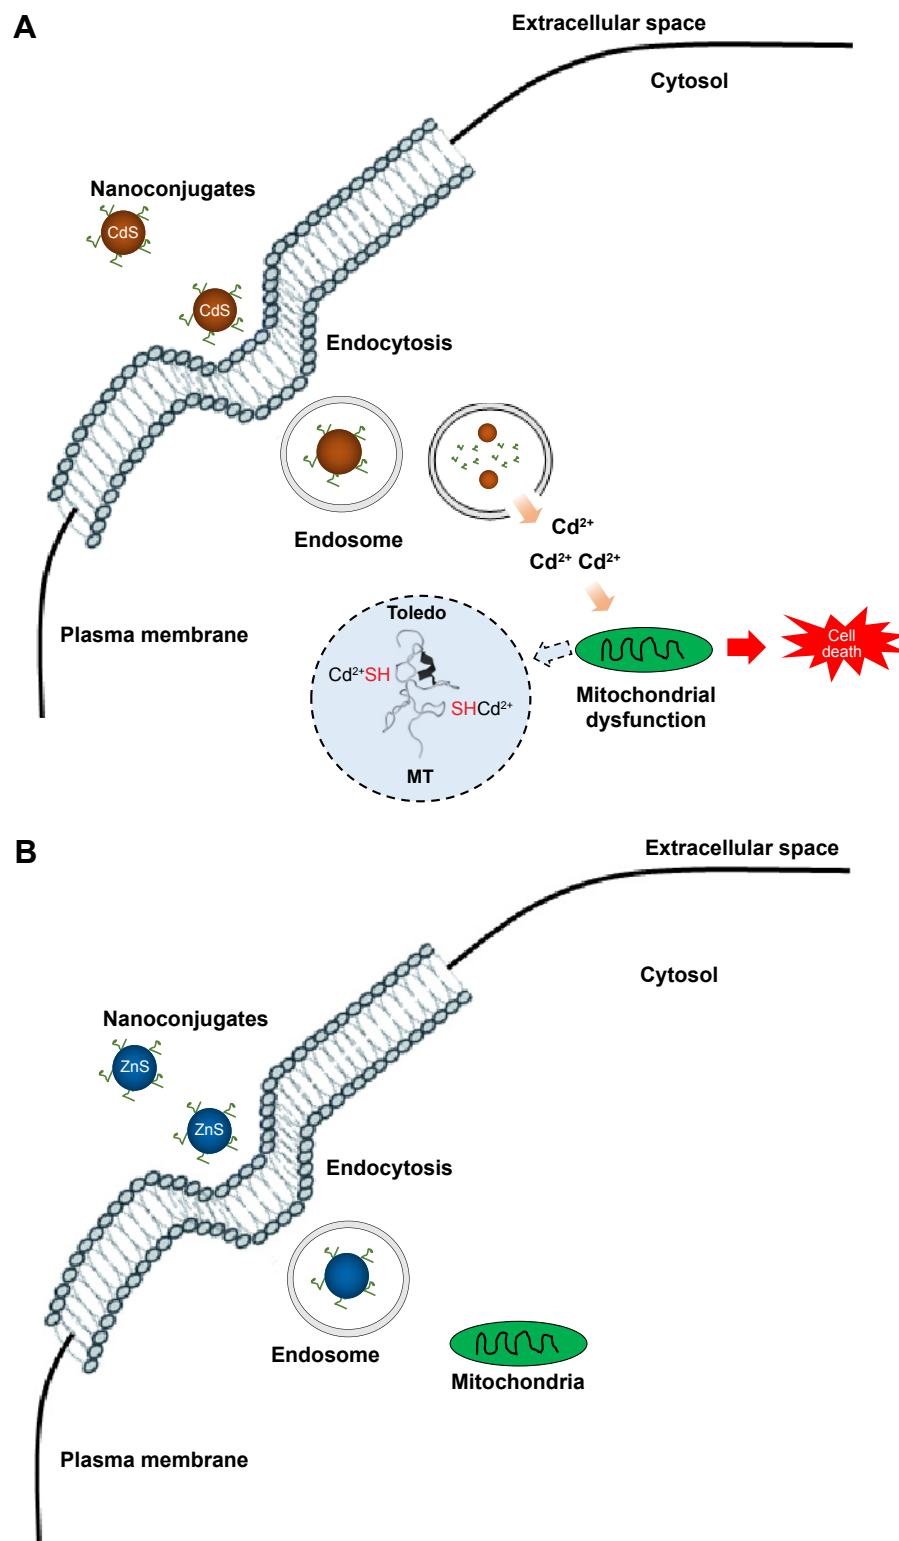 A
Extracellular space
Cytosol
Nanoconjugates
CdS
CdS
Endocytosis
Endosome
Cd²⁺
Cd²⁺ Cd²⁺
Plasma membrane
Toledo
Cd²⁺SH
SHCd²⁺
MT
Mitochondrial
dysfunction
Cell
death
B
Extracellular space
Cytosol
Nanoconjugates
ZnS
ZnS
Endocytosis
Endosome
Mitochondria
Plasma membrane